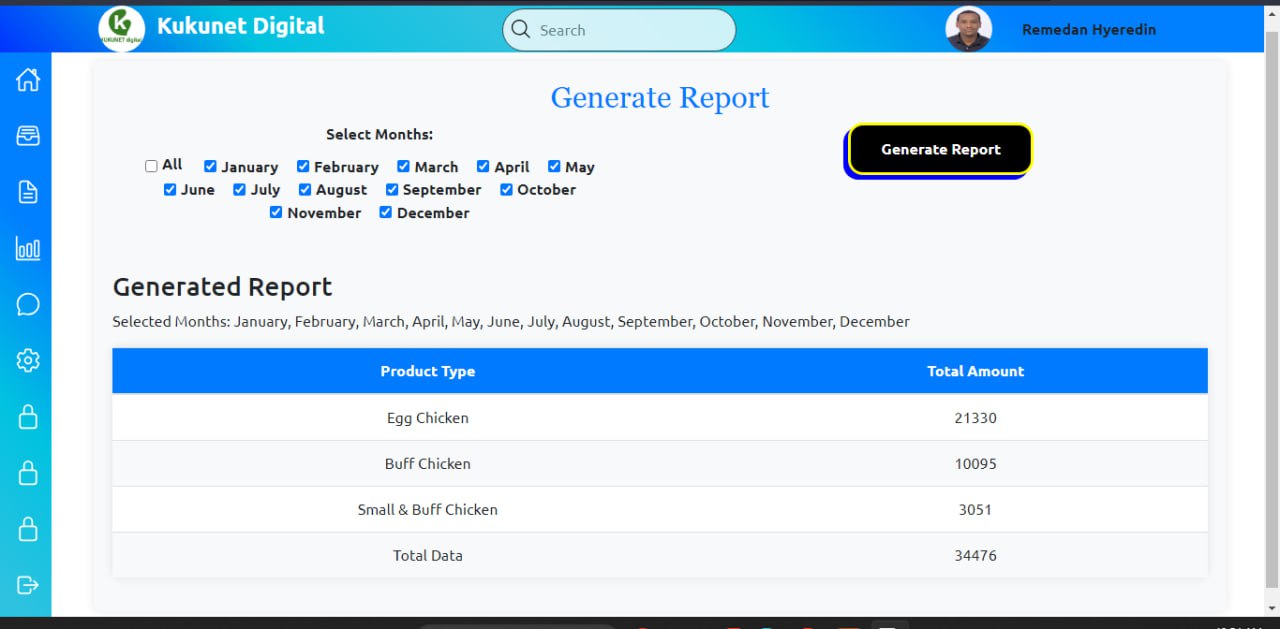 Kukunet Digital
Search
Remedan Hyeredin
Generate Report
Select Months:
Generate Report
All January February March April May
June July August September October
November December
Generated Report
Selected Months: January, February, March, April, May, June, July, August, September, October, November, December
Product Type Total Amount
Egg Chicken 21330
Buff Chicken 10095
Small & Buff Chicken 3051
Total Data 34476